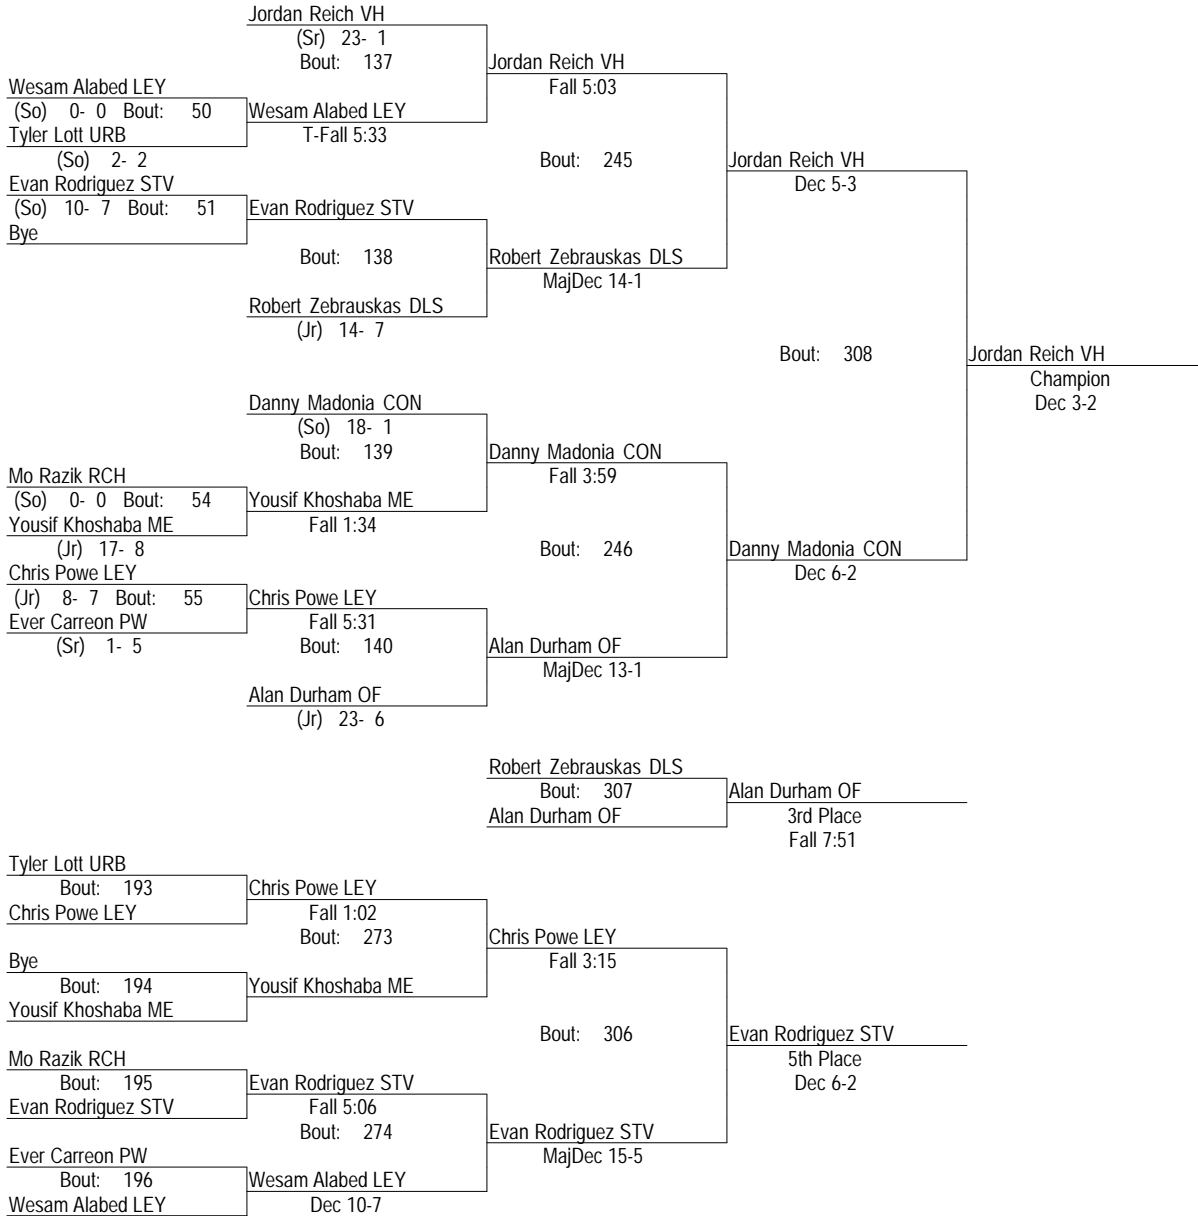 Jordan Reich VH
(Sr) 23- 1
Bout: 137
Jordan Reich VH
Wesam Alabed LEY
Fall 5:03
(So) 0- 0 Bout: 50
Wesam Alabed LEY
Tyler Lott URB
T-Fall 5:33
(So) 2- 2
Bout: 245
Jordan Reich VH
Evan Rodriguez STV
Dec 5-3
(So) 10- 7 Bout: 51
Evan Rodriguez STV
Bye
Bout: 138
Robert Zebrauskas DLS
MajDec 14-1
Robert Zebrauskas DLS
(Jr) 14- 7
Bout: 308
Jordan Reich VH
Champion
Dec 3-2
Danny Madonia CON
(So) 18- 1
Bout: 139
Danny Madonia CON
Mo Razik RCH
Fall 3:59
(So) 0- 0 Bout: 54
Yousif Khoshaba ME
Yousif Khoshaba ME
Fall 1:34
(Jr) 17- 8
Bout: 246
Danny Madonia CON
Chris Powe LEY
Dec 6-2
(Jr) 8- 7 Bout: 55
Chris Powe LEY
Ever Carreon PW
Fall 5:31
(Sr) 1- 5
Bout: 140
Alan Durham OF
MajDec 13-1
Alan Durham OF
(Jr) 23- 6
Robert Zebrauskas DLS
Bout: 307
Alan Durham OF
Alan Durham OF
3rd Place
Fall 7:51
Tyler Lott URB
Bout: 193
Chris Powe LEY
Chris Powe LEY
Fall 1:02
Bout: 273
Chris Powe LEY
Bye
Fall 3:15
Bout: 194
Yousif Khoshaba ME
Yousif Khoshaba ME
Bout: 306
Evan Rodriguez STV
Mo Razik RCH
5th Place
Bout: 195
Evan Rodriguez STV
Dec 6-2
Evan Rodriguez STV
Fall 5:06
Bout: 274
Evan Rodriguez STV
Ever Carreon PW
MajDec 15-5
Bout: 196
Wesam Alabed LEY
Wesam Alabed LEY
Dec 10-7